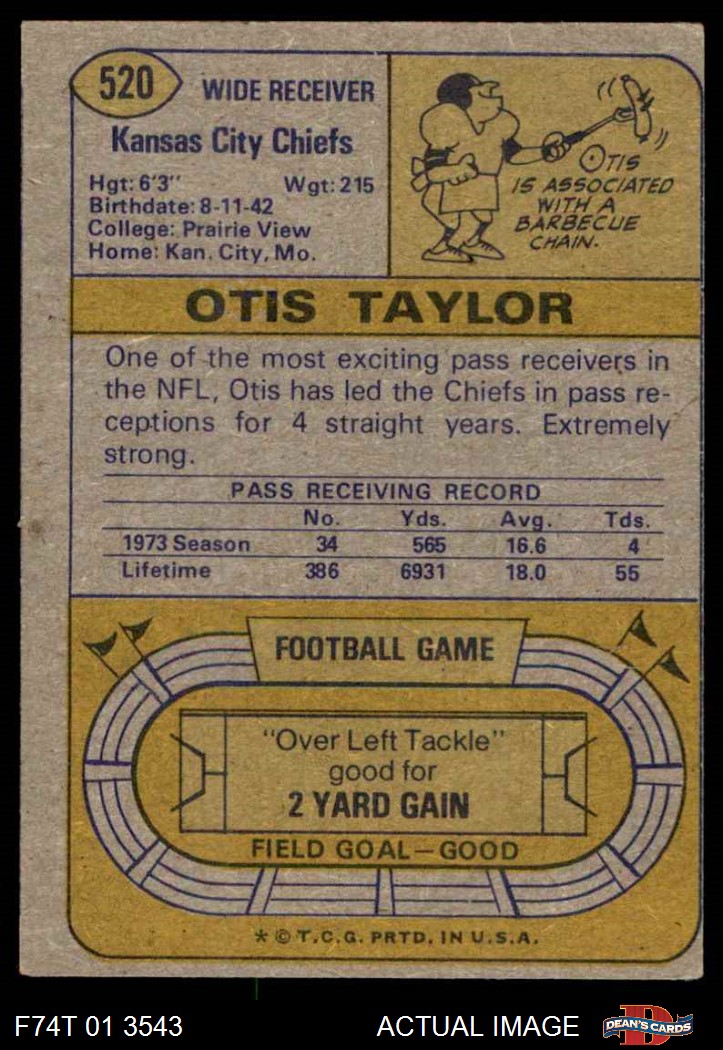 520
WIDE RECEIVER
Kansas City Chiefs
Hgt: 6'3" Wgt: 215
Birthdate: 8-11-42
College: Prairie View
Home: Kan. City, Mo.
OTIS
IS ASSOCIATED
WITH A
BARBECUE
CHAIN.
OTIS TAYLOR
One of the most exciting pass receivers in
the NFL, Otis has led the Chiefs in pass re-
ceptions for 4 straight years. Extremely
strong.
PASS RECEIVING RECORD
No. Yds. Avg. Tds.
1973 Season 34 565 16.6 4
Lifetime 386 6931 18.0 55
FOOTBALL GAME
"Over Left Tackle"
good for
2 YARD GAIN
FIELD GOAL—GOOD
* © T.C.G. PRTD. IN U.S.A.
F74T 01 3543 ACTUAL IMAGE
D
DEAN'S CARDS